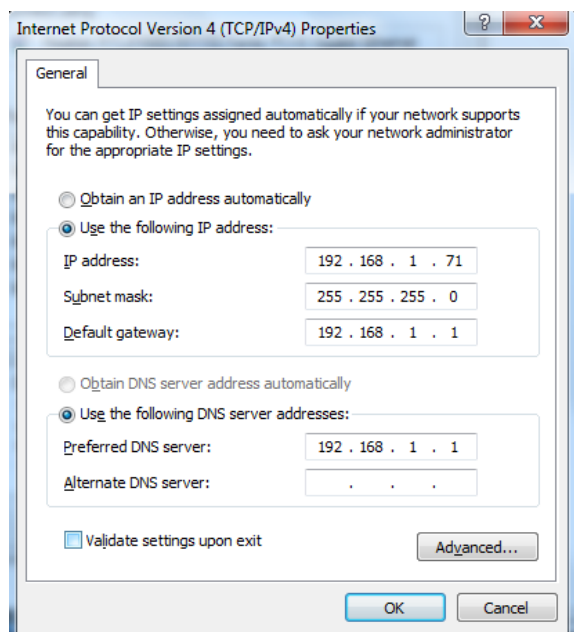 Internet Protocol Version 4 (TCP/IPv4) Properties
General
You can get IP settings assigned automatically if your network supports
this capability. Otherwise, you need to ask your network administrator
for the appropriate IP settings.
Obtain an IP address automatically
Use the following IP address:
IP address: 192 . 168 . 1 . 71
Subnet mask: 255 . 255 . 255 . 0
Default gateway: 192 . 168 . 1 . 1
Obtain DNS server address automatically
Use the following DNS server addresses:
Preferred DNS server: 192 . 168 . 1 . 1
Alternate DNS server: . . .
Validate settings upon exit
Advanced...
OK Cancel